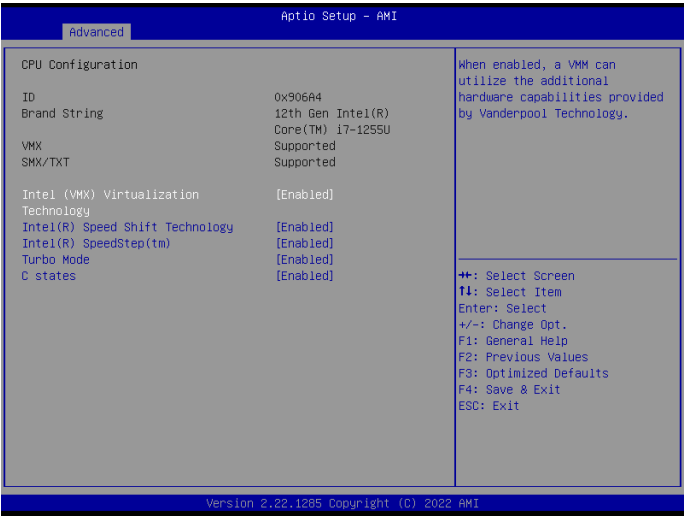 Aptio Setup – AMI
Advanced
CPU Configuration
ID 0x906A4
Brand String 12th Gen Intel(R)
Core(TM) i7-1255U
VMX Supported
SMX/TXT Supported
Intel (VMX) Virtualization [Enabled]
Technology
Intel(R) Speed Shift Technology [Enabled]
Intel(R) SpeedStep(tm) [Enabled]
Turbo Mode [Enabled]
C states [Enabled]
When enabled, a VMM can
utilize the additional
hardware capabilities provided
by Vanderpool Technology.
→←: Select Screen
↑↓: Select Item
Enter: Select
+/-: Change Opt.
F1: General Help
F2: Previous Values
F3: Optimized Defaults
F4: Save & Exit
ESC: Exit
Version 2.22.1285 Copyright (C) 2022 AMI